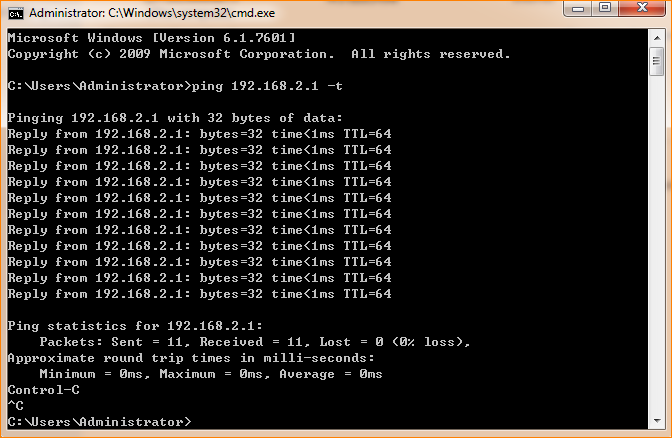 Administrator: C:\Windows\system32\cmd.exe
Microsoft Windows [Version 6.1.7601]
Copyright (c) 2009 Microsoft Corporation.  All rights reserved.
C:\Users\Administrator>ping 192.168.2.1 -t
Pinging 192.168.2.1 with 32 bytes of data:
Reply from 192.168.2.1: bytes=32 time<1ms TTL=64
Reply from 192.168.2.1: bytes=32 time<1ms TTL=64
Reply from 192.168.2.1: bytes=32 time<1ms TTL=64
Reply from 192.168.2.1: bytes=32 time<1ms TTL=64
Reply from 192.168.2.1: bytes=32 time<1ms TTL=64
Reply from 192.168.2.1: bytes=32 time<1ms TTL=64
Reply from 192.168.2.1: bytes=32 time<1ms TTL=64
Reply from 192.168.2.1: bytes=32 time<1ms TTL=64
Reply from 192.168.2.1: bytes=32 time<1ms TTL=64
Reply from 192.168.2.1: bytes=32 time<1ms TTL=64
Reply from 192.168.2.1: bytes=32 time<1ms TTL=64
Ping statistics for 192.168.2.1:
    Packets: Sent = 11, Received = 11, Lost = 0 (0% loss),
Approximate round trip times in milli-seconds:
    Minimum = 0ms, Maximum = 0ms, Average = 0ms
Control-C
^C
C:\Users\Administrator>